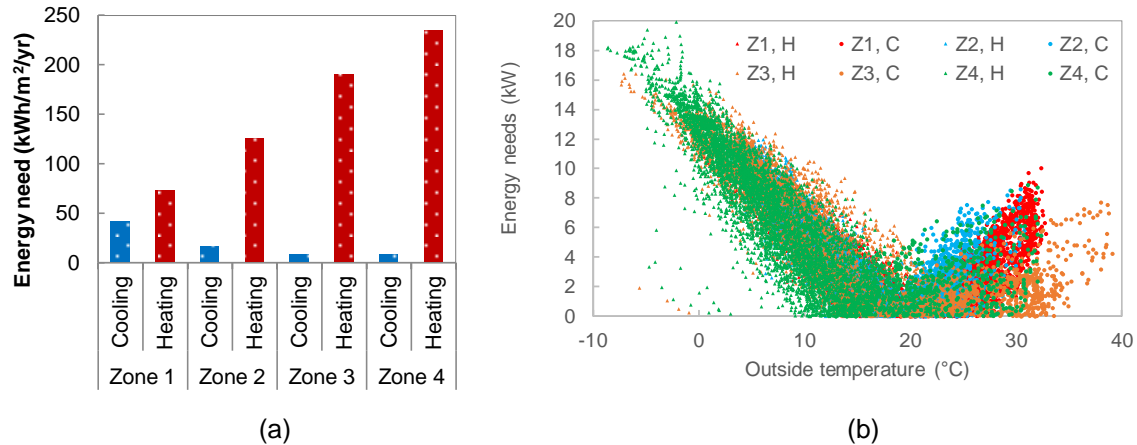 Energy need (kWh/m²/yr)
250
200
150
100
50
0
Cooling
Heating
Cooling
Heating
Cooling
Heating
Cooling
Heating
Zone 1 Zone 2 Zone 3 Zone 4
(a)
Energy needs (kW)
20
18
16
14
12
10
8
6
4
2
0
Z1, H Z1, C Z2, H Z2, C
Z3, H Z3, C Z4, H Z4, C
-10 0 10 20 30 40
Outside temperature (°C)
(b)